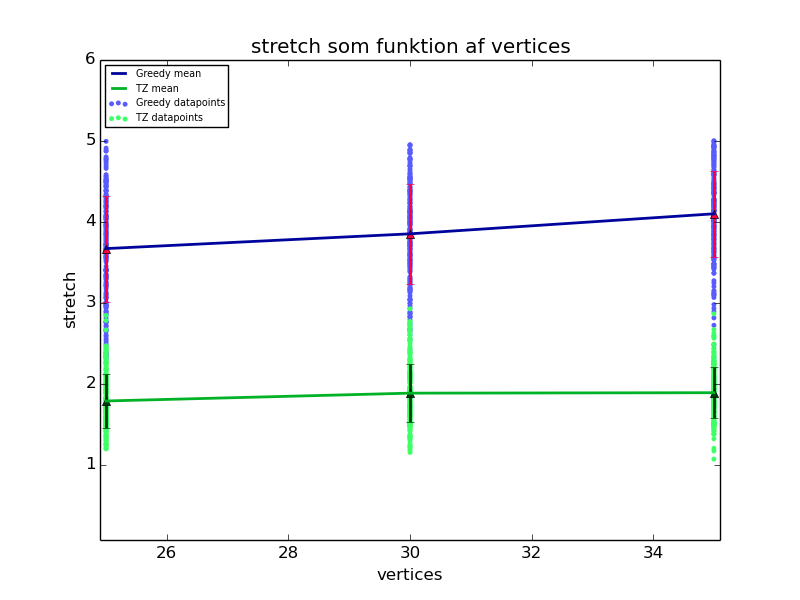 stretch som funktion af vertices
Greedy mean
TZ mean
Greedy datapoints
TZ datapoints
6
5
4
3
2
1
stretch
26 28 30 32 34
vertices